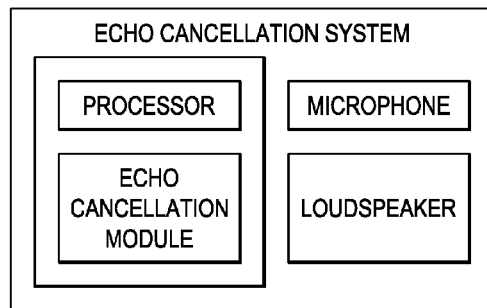 ECHO CANCELLATION SYSTEM
PROCESSOR
MICROPHONE
ECHO
CANCELLATION
MODULE
LOUDSPEAKER